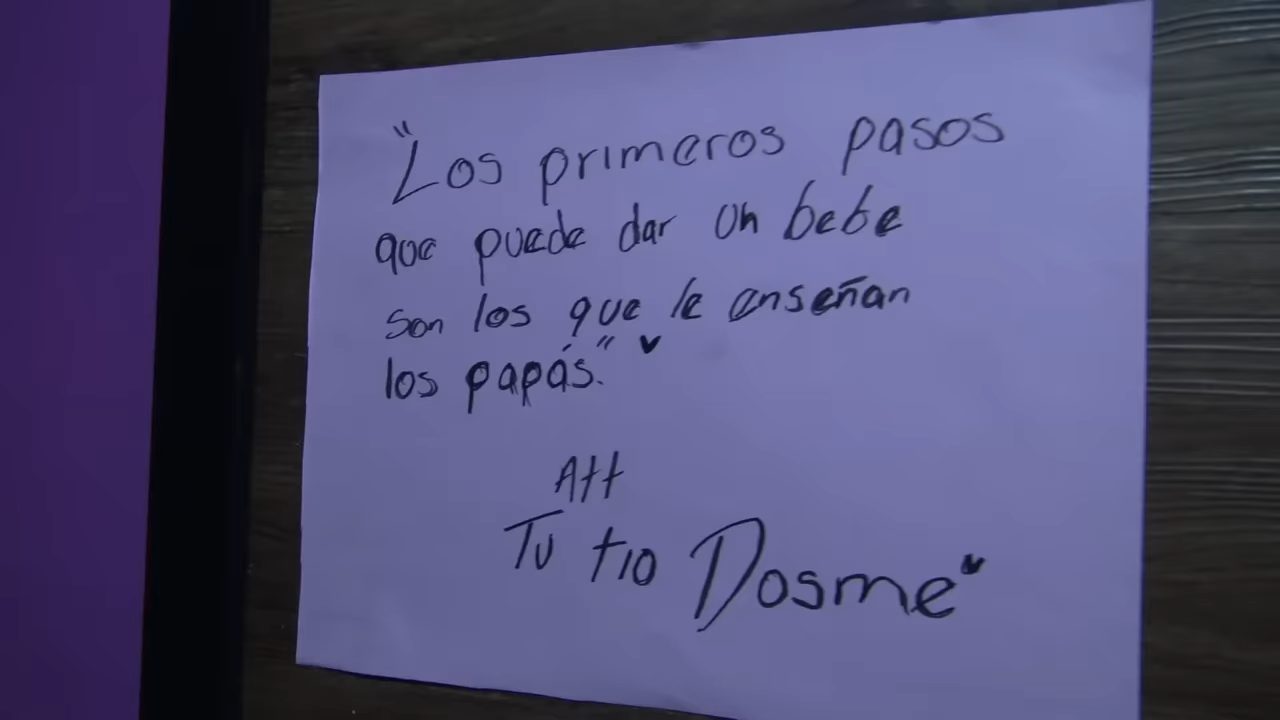 "Los primeros pasos
que puede dar un bebe
son los que le enseñan
los papás." ♥
Att
Tu tio Dosme ♥